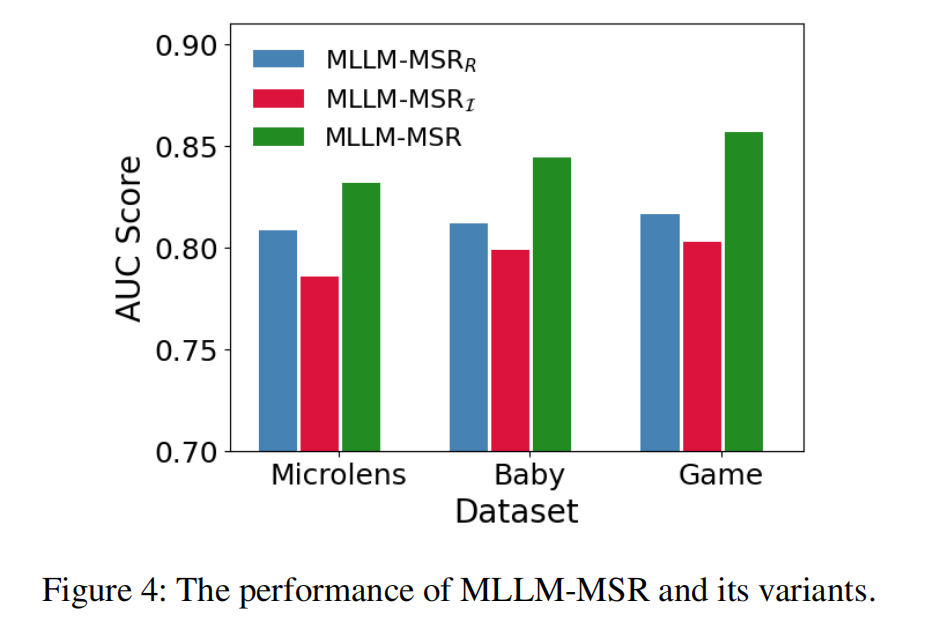 0.90
0.85
0.80
0.75
0.70
AUC Score
MLLM-MSR_R
MLLM-MSR_I
MLLM-MSR
Microlens
Baby
Game
Dataset
Figure 4: The performance of MLLM-MSR and its variants.